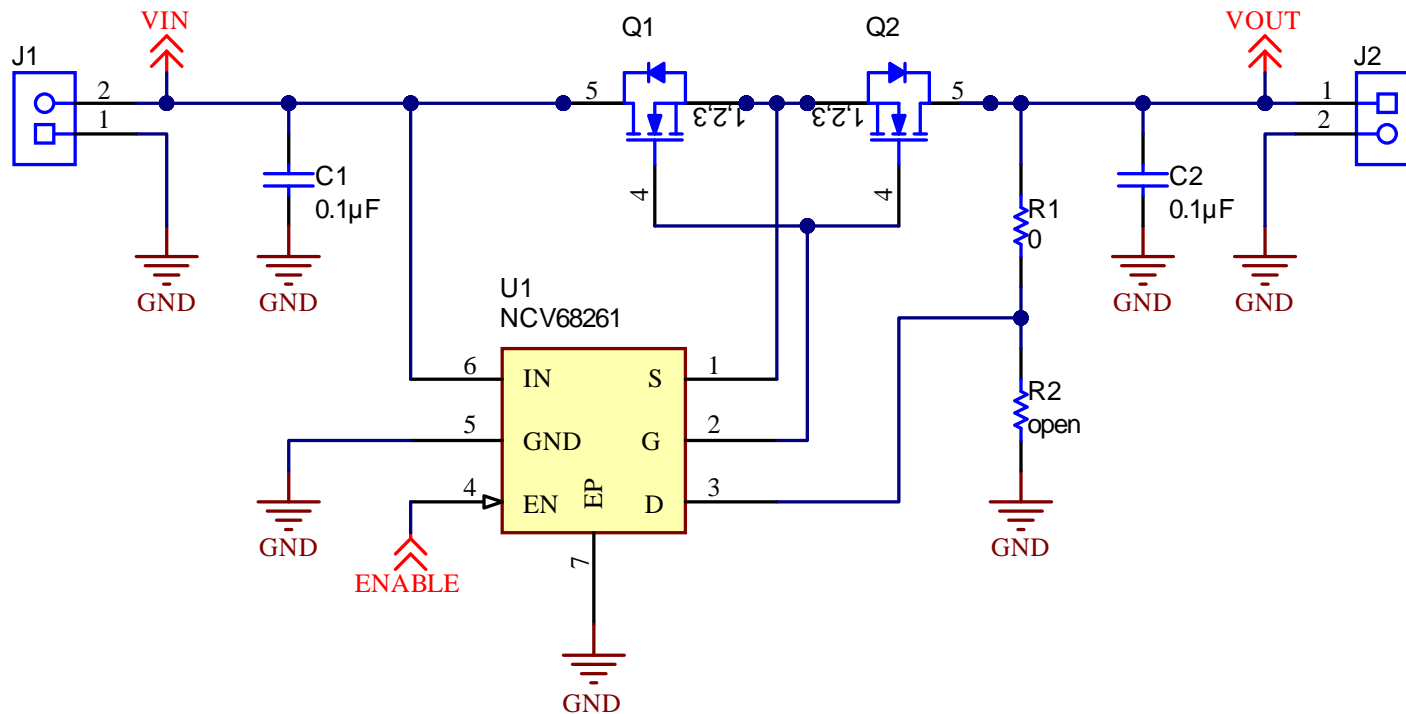 VIN
Q1
Q2
VOUT
J1
J2
2
5
1,2,3
1,2,3
5
1
1
2
C1
0.1µF
4
4
C2
0.1µF
R1
0
GND
GND
GND
GND
U1
NCV68261
6
IN
S
1
R2
open
5
GND
G
2
4
EN
EP
D
3
GND
GND
ENABLE
7
GND